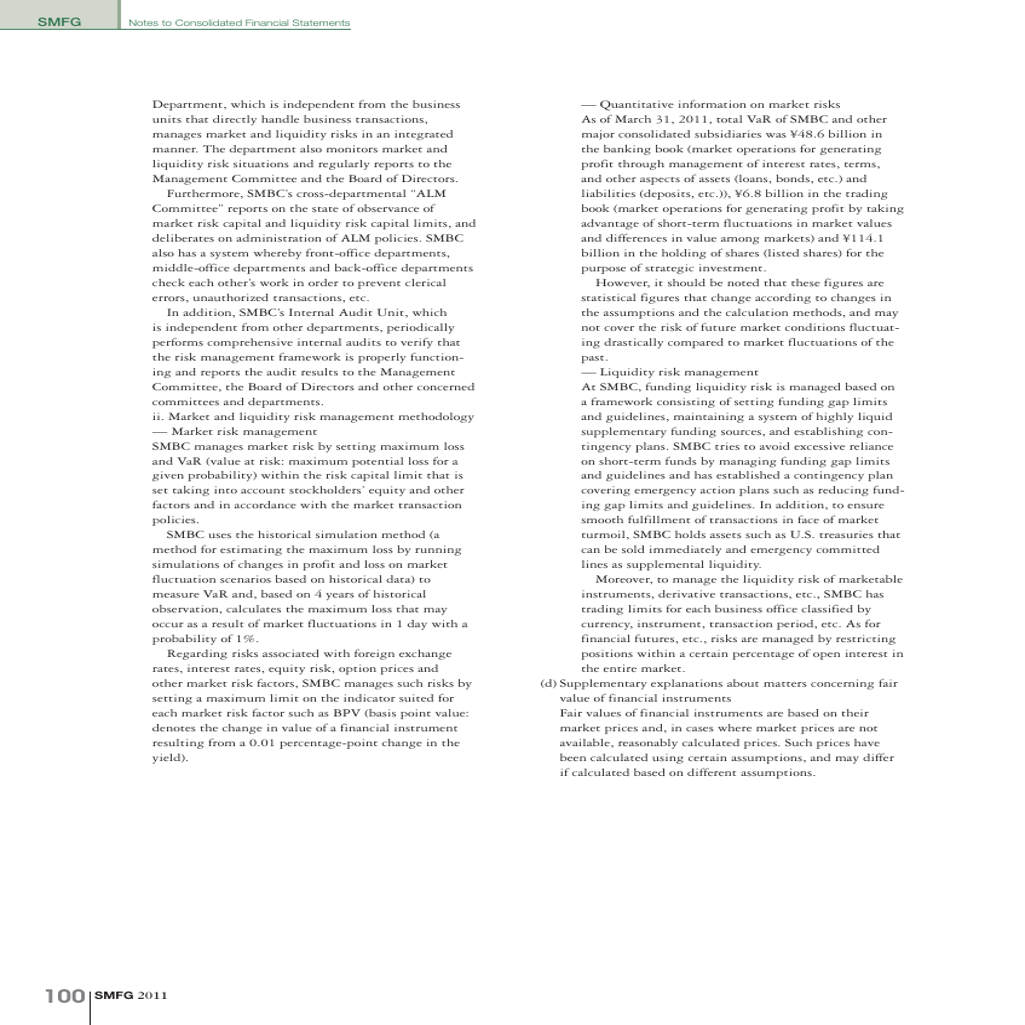 SMFG
Notes to Consolidated Financial Statements
Department, which is independent from the business
units that directly handle business transactions,
manages market and liquidity risks in an integrated
manner. The department also monitors market and
liquidity risk situations and regularly reports to the
Management Committee and the Board of Directors.
Furthermore, SMBC's cross-departmental "ALM
Committee" reports on the state of observance of
market risk capital and liquidity risk capital limits, and
deliberates on administration of ALM policies. SMBC
also has a system whereby front-office departments,
middle-office departments and back-office departments
check each other's work in order to prevent clerical
errors, unauthorized transactions, etc.
In addition, SMBC's Internal Audit Unit, which
is independent from other departments, periodically
performs comprehensive internal audits to verify that
the risk management framework is properly function-
ing and reports the audit results to the Management
Committee, the Board of Directors and other concerned
committees and departments.
ii. Market and liquidity risk management methodology
— Market risk management
SMBC manages market risk by setting maximum loss
and VaR (value at risk: maximum potential loss for a
given probability) within the risk capital limit that is
set taking into account stockholders' equity and other
factors and in accordance with the market transaction
policies.
SMBC uses the historical simulation method (a
method for estimating the maximum loss by running
simulations of changes in profit and loss on market
fluctuation scenarios based on historical data) to
measure VaR and, based on 4 years of historical
observation, calculates the maximum loss that may
occur as a result of market fluctuations in 1 day with a
probability of 1%.
Regarding risks associated with foreign exchange
rates, interest rates, equity risk, option prices and
other market risk factors, SMBC manages such risks by
setting a maximum limit on the indicator suited for
each market risk factor such as BPV (basis point value:
denotes the change in value of a financial instrument
resulting from a 0.01 percentage-point change in the
yield).
— Quantitative information on market risks
As of March 31, 2011, total VaR of SMBC and other
major consolidated subsidiaries was ¥48.6 billion in
the banking book (market operations for generating
profit through management of interest rates, terms,
and other aspects of assets (loans, bonds, etc.) and
liabilities (deposits, etc.)), ¥6.8 billion in the trading
book (market operations for generating profit by taking
advantage of short-term fluctuations in market values
and differences in value among markets) and ¥114.1
billion in the holding of shares (listed shares) for the
purpose of strategic investment.
However, it should be noted that these figures are
statistical figures that change according to changes in
the assumptions and the calculation methods, and may
not cover the risk of future market conditions fluctuat-
ing drastically compared to market fluctuations of the
past.
— Liquidity risk management
At SMBC, funding liquidity risk is managed based on
a framework consisting of setting funding gap limits
and guidelines, maintaining a system of highly liquid
supplementary funding sources, and establishing con-
tingency plans. SMBC tries to avoid excessive reliance
on short-term funds by managing funding gap limits
and guidelines and has established a contingency plan
covering emergency action plans such as reducing fund-
ing gap limits and guidelines. In addition, to ensure
smooth fulfillment of transactions in face of market
turmoil, SMBC holds assets such as U.S. treasuries that
can be sold immediately and emergency committed
lines as supplemental liquidity.
Moreover, to manage the liquidity risk of marketable
instruments, derivative transactions, etc., SMBC has
trading limits for each business office classified by
currency, instrument, transaction period, etc. As for
financial futures, etc., risks are managed by restricting
positions within a certain percentage of open interest in
the entire market.
(d) Supplementary explanations about matters concerning fair
value of financial instruments
Fair values of financial instruments are based on their
market prices and, in cases where market prices are not
available, reasonably calculated prices. Such prices have
been calculated using certain assumptions, and may differ
if calculated based on different assumptions.
100 SMFG 2011